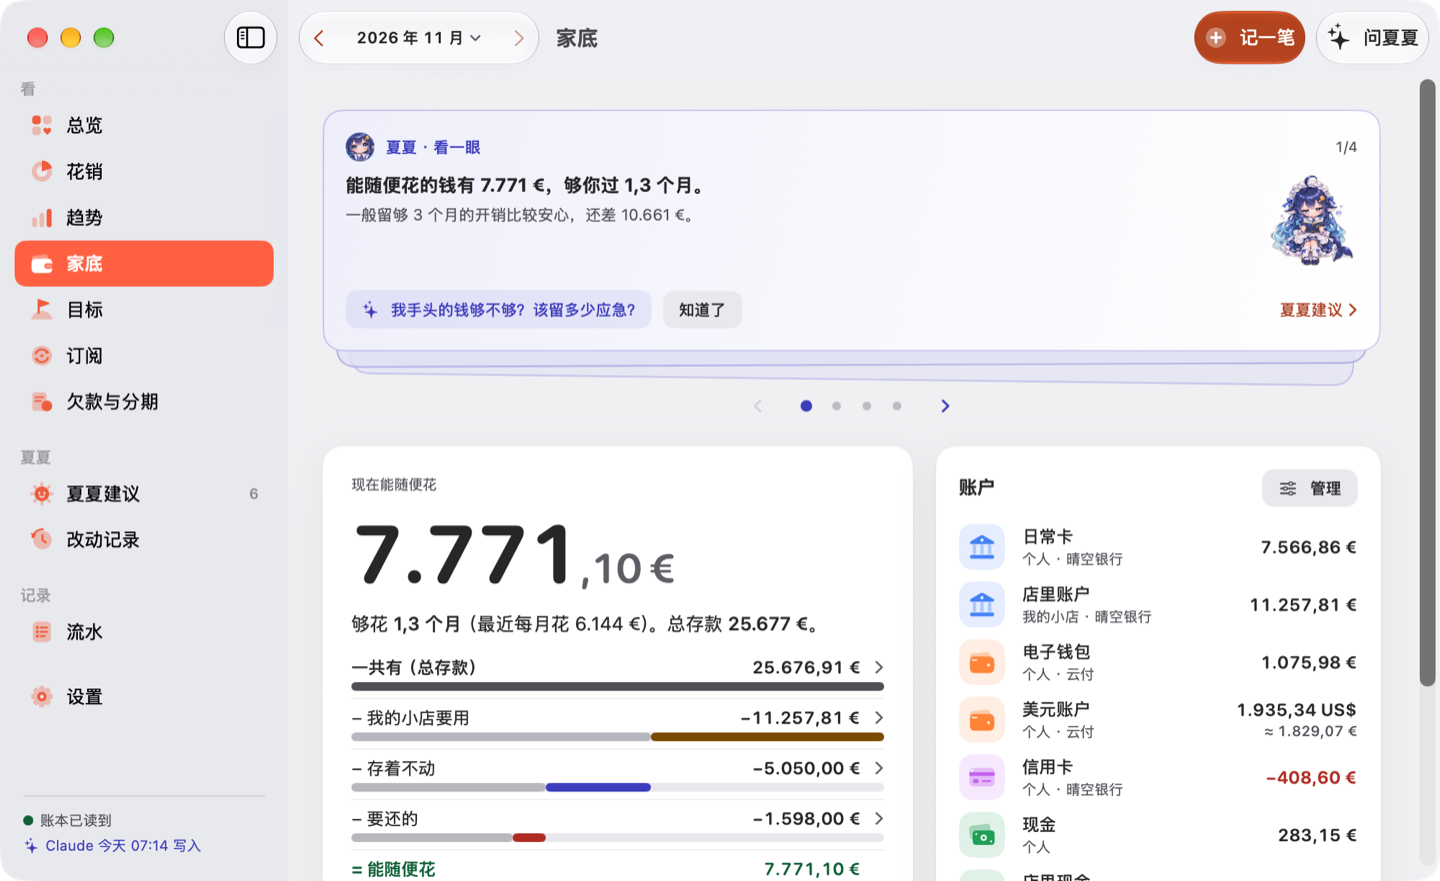 2026 年 11 月
家底
记一笔
问夏夏
看
总览
花销
趋势
家底
目标
订阅
欠款与分期
夏夏
夏夏建议
6
改动记录
记录
流水
设置
账本已读到
Claude 今天 07:14 写入
夏夏 · 看一眼
1/4
能随便花的钱有 7.771 €，够你过 1,3 个月。
一般留够 3 个月的开销比较安心，还差 10.661 €。
我手头的钱够不够？该留多少应急？
知道了
夏夏建议
现在能随便花
7.771,10 €
够花 1,3 个月（最近每月花 6.144 €）。总存款 25.677 €。
一共有（总存款）
25.676,91 €
– 我的小店要用
−11.257,81 €
– 存着不动
−5.050,00 €
– 要还的
−1.598,00 €
= 能随便花
7.771,10 €
账户
管理
日常卡
个人 · 晴空银行
7.566,86 €
店里账户
我的小店 · 晴空银行
11.257,81 €
电子钱包
个人 · 云付
1.075,98 €
美元账户
个人 · 云付
1.935,34 US$
≈ 1.829,07 €
信用卡
个人 · 晴空银行
−408,60 €
现金
个人
283,15 €
店里现金